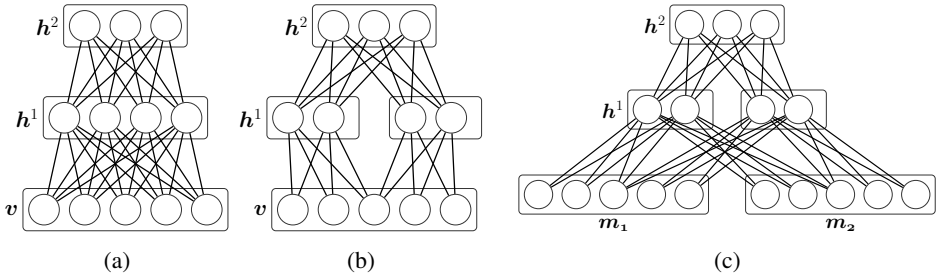 h² h² h²
h¹ h¹ h¹
v v
m₁ m₂
(a) (b) (c)